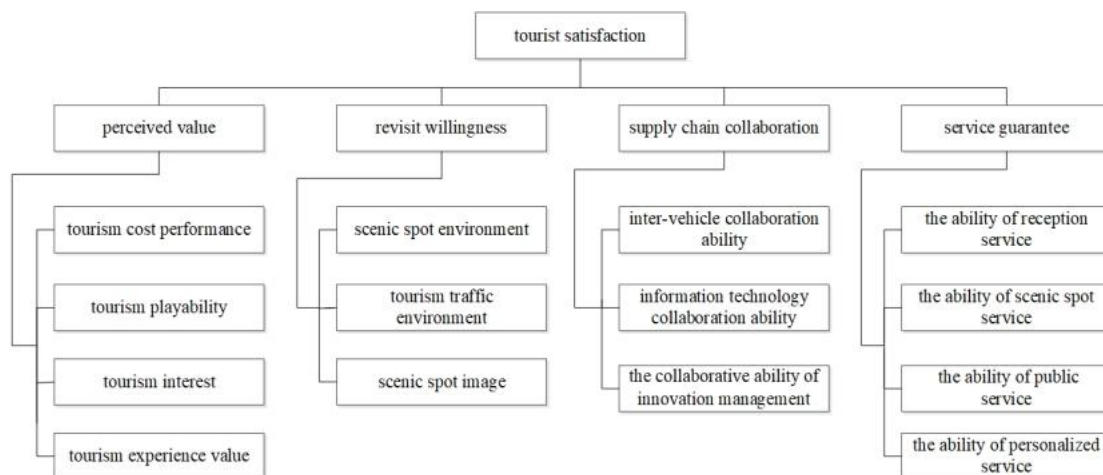 tourist satisfaction
perceived value
revisit willingness
supply chain collaboration
service guarantee
tourism cost performance
tourism playability
tourism interest
tourism experience value
scenic spot environment
tourism traffic
environment
scenic spot image
inter-vehicle collaboration
ability
information technology
collaboration ability
the collaborative ability of
innovation management
the ability of reception
service
the ability of scenic spot
service
the ability of public
service
the ability of personalized
service